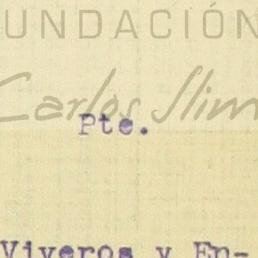 UNDACIÓN
Carlos Slim
Pte.
Viveros y En-